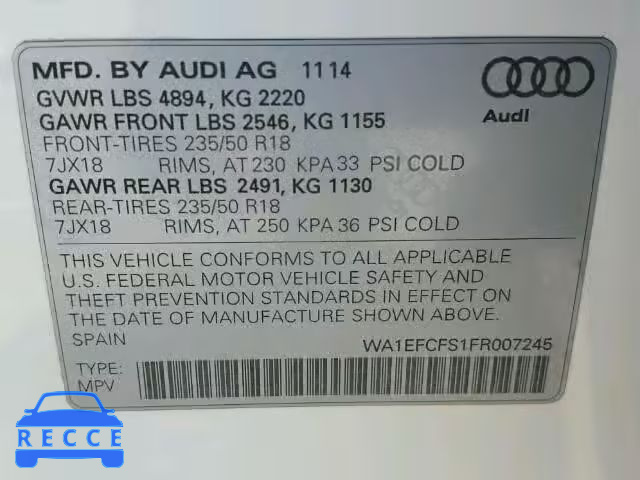 MFD. BY AUDI AG 11 14
GVWR LBS 4894, KG 2220
GAWR FRONT LBS 2546, KG 1155
FRONT-TIRES 235/50 R18
7JX18 RIMS, AT 230 KPA 33 PSI COLD
GAWR REAR LBS 2491, KG 1130
REAR-TIRES 235/50 R18
7JX18 RIMS, AT 250 KPA 36 PSI COLD
Audi
THIS VEHICLE CONFORMS TO ALL APPLICABLE
U.S. FEDERAL MOTOR VEHICLE SAFETY AND
THEFT PREVENTION STANDARDS IN EFFECT ON
THE DATE OF MANUFACTURE SHOWN ABOVE.
SPAIN WA1EFCFS1FR007245
TYPE:
MPV
RECCE